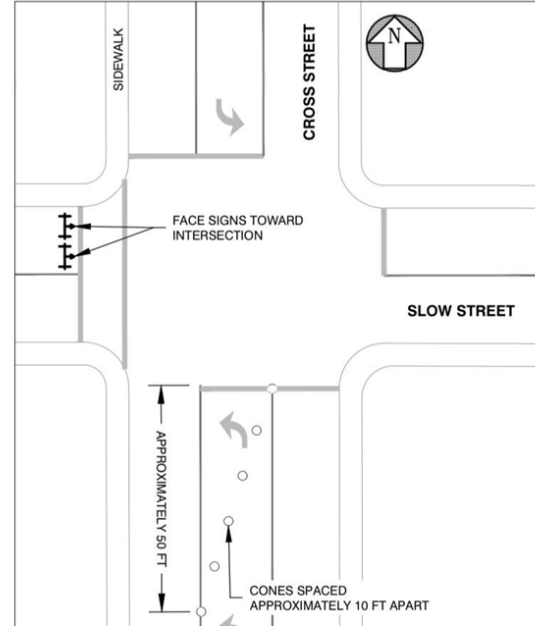 SIDEWALK
CROSS STREET
N
FACE SIGNS TOWARD
INTERSECTION
SLOW STREET
APPROXIMATELY 50 FT
CONES SPACED
APPROXIMATELY 10 FT APART